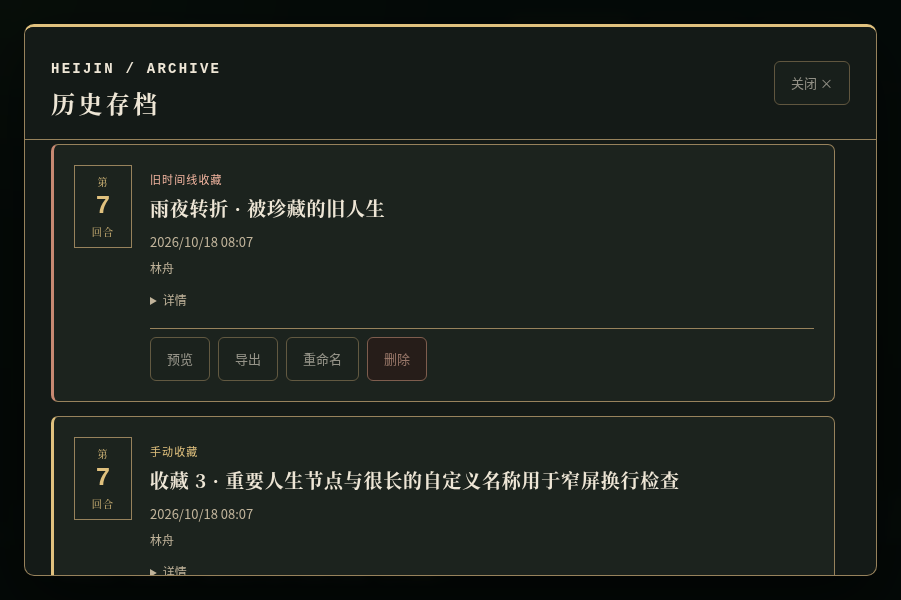 HEIJIN / ARCHIVE
历史存档
关闭 ×
第
7
回合
旧时间线收藏
雨夜转折 · 被珍藏的旧人生
2026/10/18 08:07
林舟
▶ 详情
预览
导出
重命名
删除
第
7
回合
手动收藏
收藏 3 · 重要人生节点与很长的自定义名称用于窄屏换行检查
2026/10/18 08:07
林舟
▶ 详情